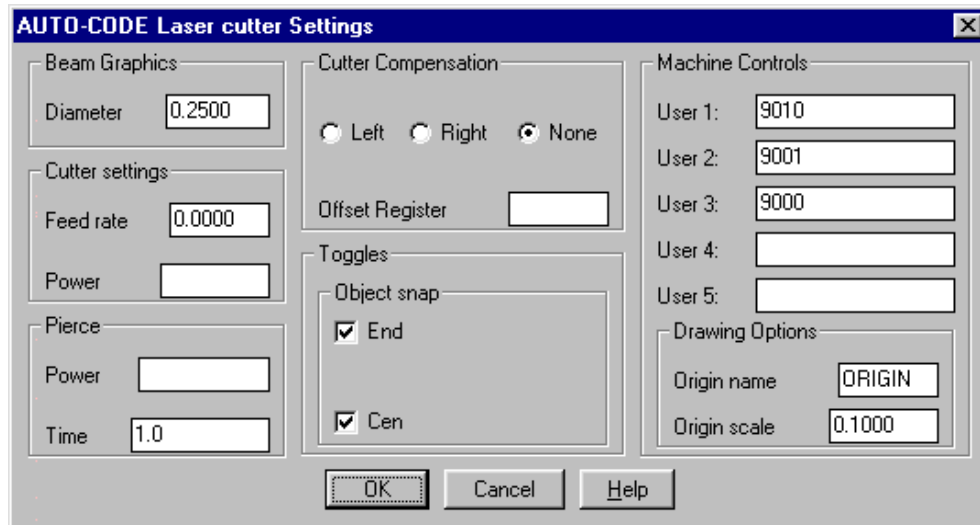 AUTO-CODE Laser cutter Settings
Beam Graphics
Diameter 0.2500
Cutter settings
Feed rate 0.0000
Power
Pierce
Power
Time 1.0
Cutter Compensation
Left Right None
Offset Register
Toggles
Object snap
End
Cen
Machine Controls
User 1: 9010
User 2: 9001
User 3: 9000
User 4:
User 5:
Drawing Options
Origin name ORIGIN
Origin scale 0.1000
OK Cancel Help